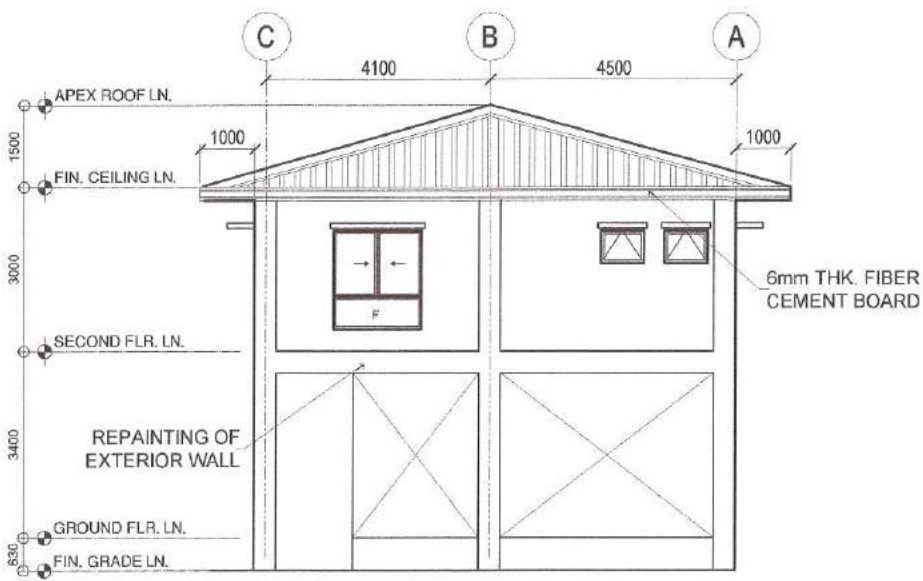 C
B
A
4100
4500
APEX ROOF LN.
1500
1000
1000
FIN. CEILING LN.
3000
6mm THK. FIBER
CEMENT BOARD
F
SECOND FLR. LN.
3400
REPAINTING OF
EXTERIOR WALL
GROUND FLR. LN.
630
FIN. GRADE LN.